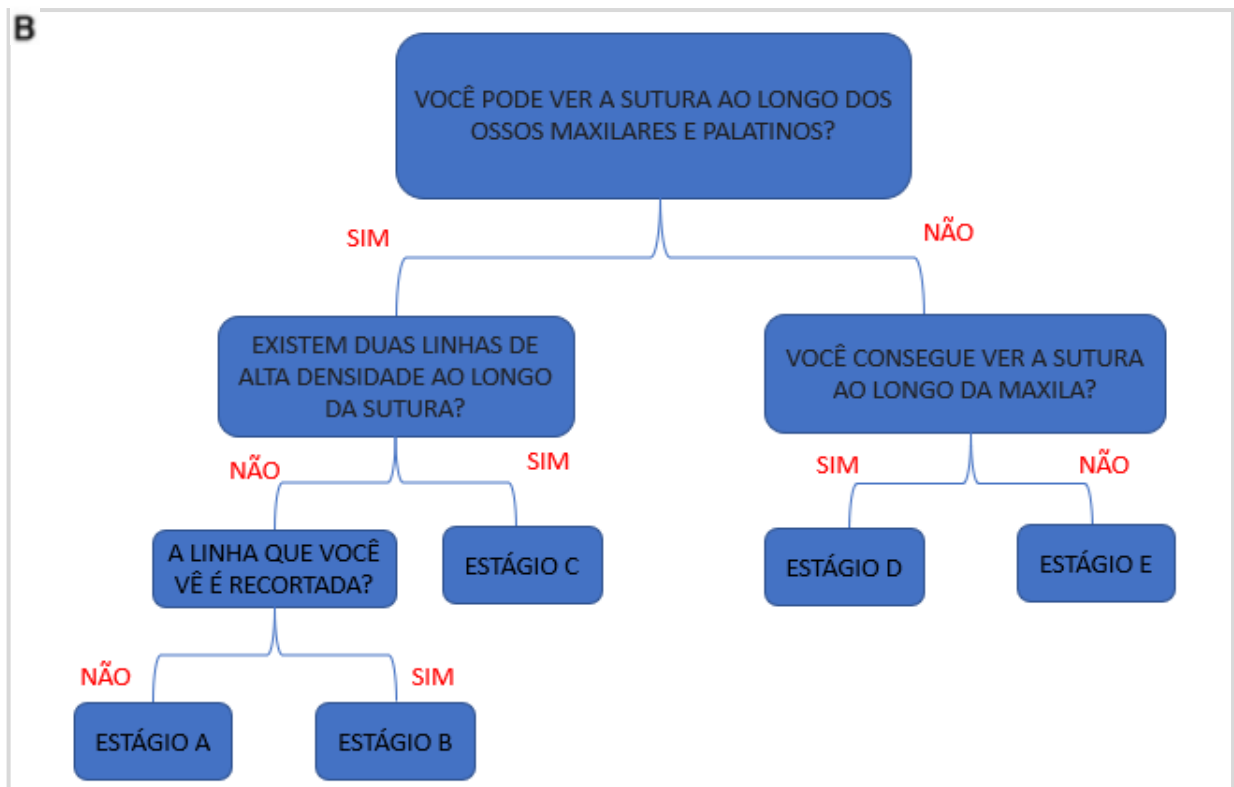 B
VOCÊ PODE VER A SUTURA AO LONGO DOS
OSSOS MAXILARES E PALATINOS?
SIM
NÃO
EXISTEM DUAS LINHAS DE
ALTA DENSIDADE AO LONGO
DA SUTURA?
VOCÊ CONSEGUE VER A SUTURA
AO LONGO DA MAXILA?
NÃO
SIM
SIM
NÃO
A LINHA QUE VOCÊ
VÊ É RECORTADA?
ESTÁGIO C
ESTÁGIO D
ESTÁGIO E
NÃO
SIM
ESTÁGIO A
ESTÁGIO B